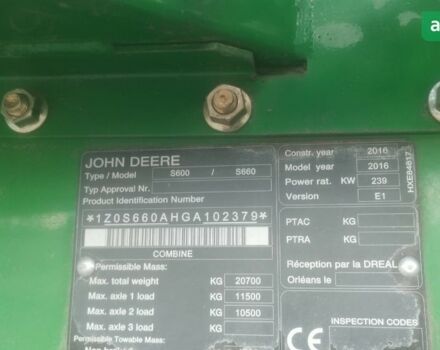 a
JOHN DEERE
Type / Model S600 / S660
Typ Approval Nr.
Product Identification Number
*1Z0S660AHGA102379*
COMBINE
Permissible Mass:
Max. total weight KG 20700
Max. axle 1 load KG 11500
Max. axle 2 load KG 10500
Max. axle 3 load KG
Permissible Towable Mass:
Constr. year 2016
Model year 2016
Power rat. KW 239
Version E1
HXE84617
PTAC KG
PTRA KG
Réception par la DREAL
Orléans le
INSPECTION CODES
CE